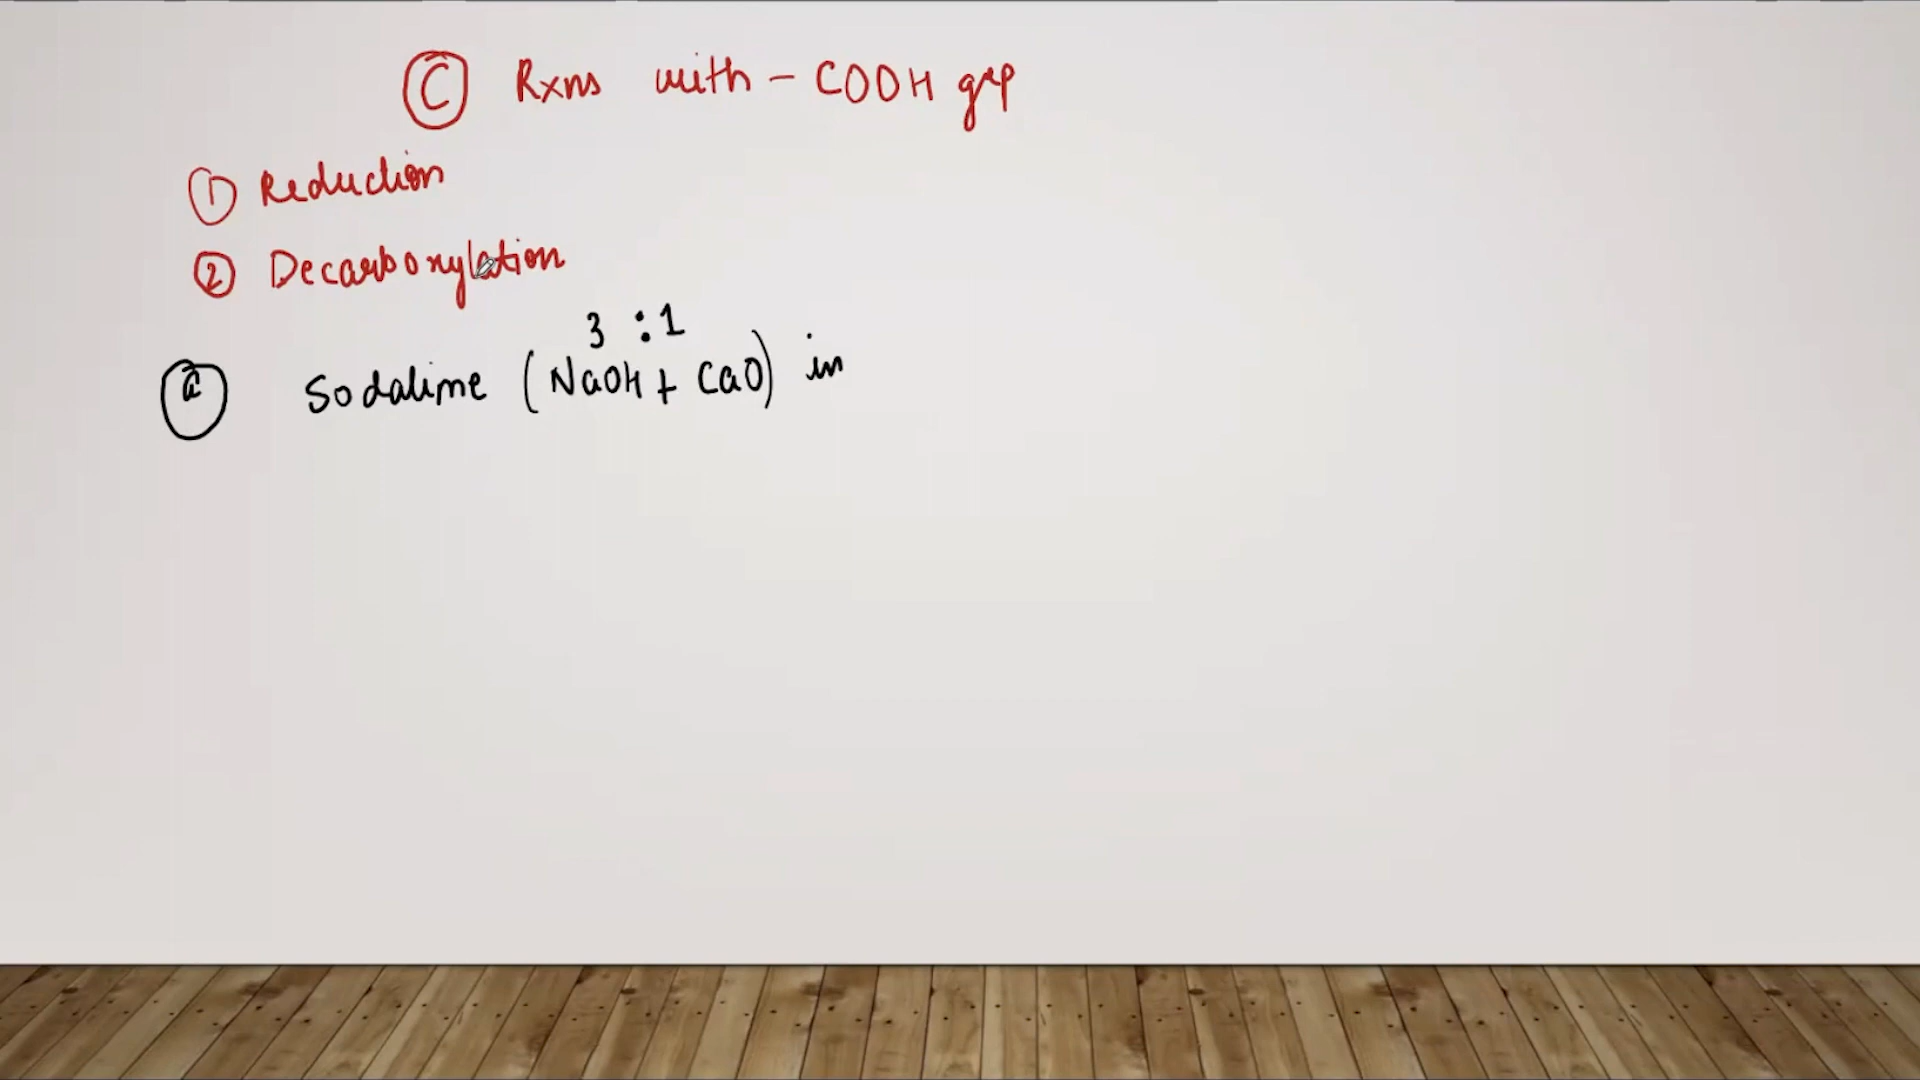 C Rxns with - COOH grp
1 Reduction
2 Decarboxylation
3 : 1
a Sodalime (NaOH + CaO) in